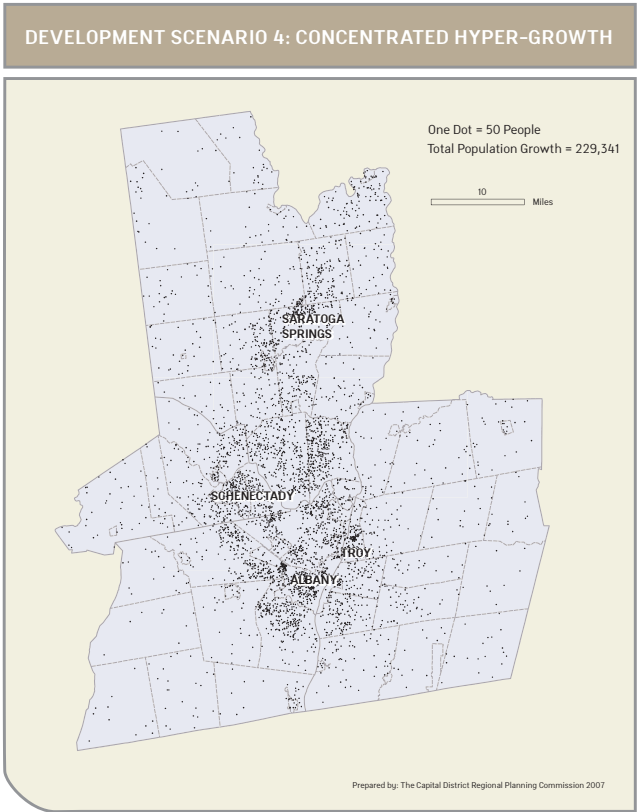 DEVELOPMENT SCENARIO 4: CONCENTRATED HYPER-GROWTH
One Dot = 50 People
Total Population Growth = 229,341
10
Miles
SARATOGA
SPRINGS
SCHENECTADY
TROY
ALBANY
Prepared by: The Capital District Regional Planning Commission 2007